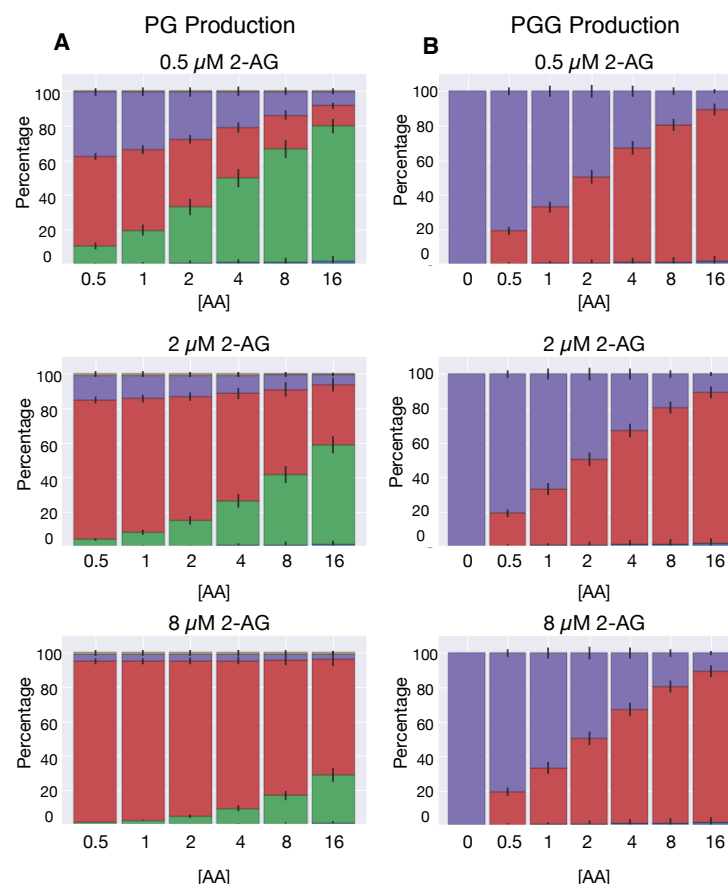 PG Production
PGG Production
A
B
0.5 µM 2-AG
0.5 µM 2-AG
Percentage
100
80
60
40
20
0
0.5 1 2 4 8 16
[AA]
Percentage
100
80
60
40
20
0
0 0.5 1 2 4 8 16
[AA]
2 µM 2-AG
2 µM 2-AG
Percentage
100
80
60
40
20
0
0.5 1 2 4 8 16
[AA]
Percentage
100
80
60
40
20
0
0 0.5 1 2 4 8 16
[AA]
8 µM 2-AG
8 µM 2-AG
Percentage
100
80
60
40
20
0
0.5 1 2 4 8 16
[AA]
Percentage
100
80
60
40
20
0
0 0.5 1 2 4 8 16
[AA]